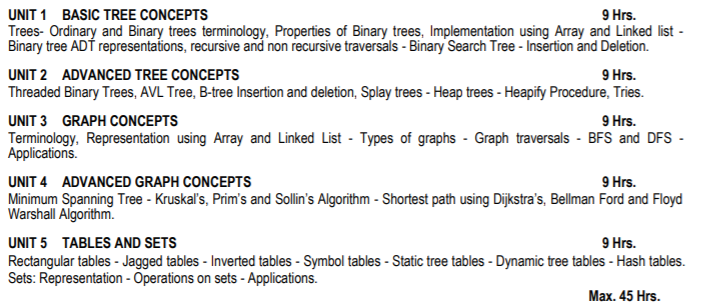 UNIT 1 BASIC TREE CONCEPTS 9 Hrs.
Trees- Ordinary and Binary trees terminology, Properties of Binary trees, Implementation using Array and Linked list -
Binary tree ADT representations, recursive and non recursive traversals - Binary Search Tree - Insertion and Deletion.
UNIT 2 ADVANCED TREE CONCEPTS 9 Hrs.
Threaded Binary Trees, AVL Tree, B-tree Insertion and deletion, Splay trees - Heap trees - Heapify Procedure, Tries.
UNIT 3 GRAPH CONCEPTS 9 Hrs.
Terminology, Representation using Array and Linked List - Types of graphs - Graph traversals - BFS and DFS -
Applications.
UNIT 4 ADVANCED GRAPH CONCEPTS 9 Hrs.
Minimum Spanning Tree - Kruskal's, Prim's and Sollin's Algorithm - Shortest path using Dijkstra's, Bellman Ford and Floyd
Warshall Algorithm.
UNIT 5 TABLES AND SETS 9 Hrs.
Rectangular tables - Jagged tables - Inverted tables - Symbol tables - Static tree tables - Dynamic tree tables - Hash tables.
Sets: Representation - Operations on sets - Applications.
Max. 45 Hrs.